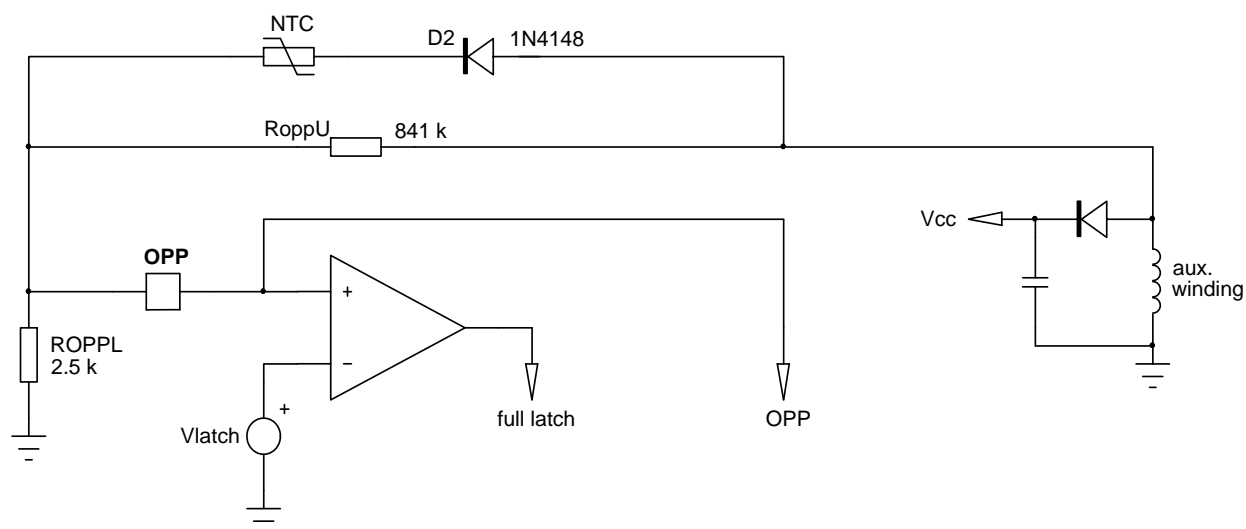 NTC
D2
1N4148
RoppU
841 k
Vcc
OPP
aux.
winding
+
ROPPL
2.5 k
−
+
full latch
OPP
Vlatch